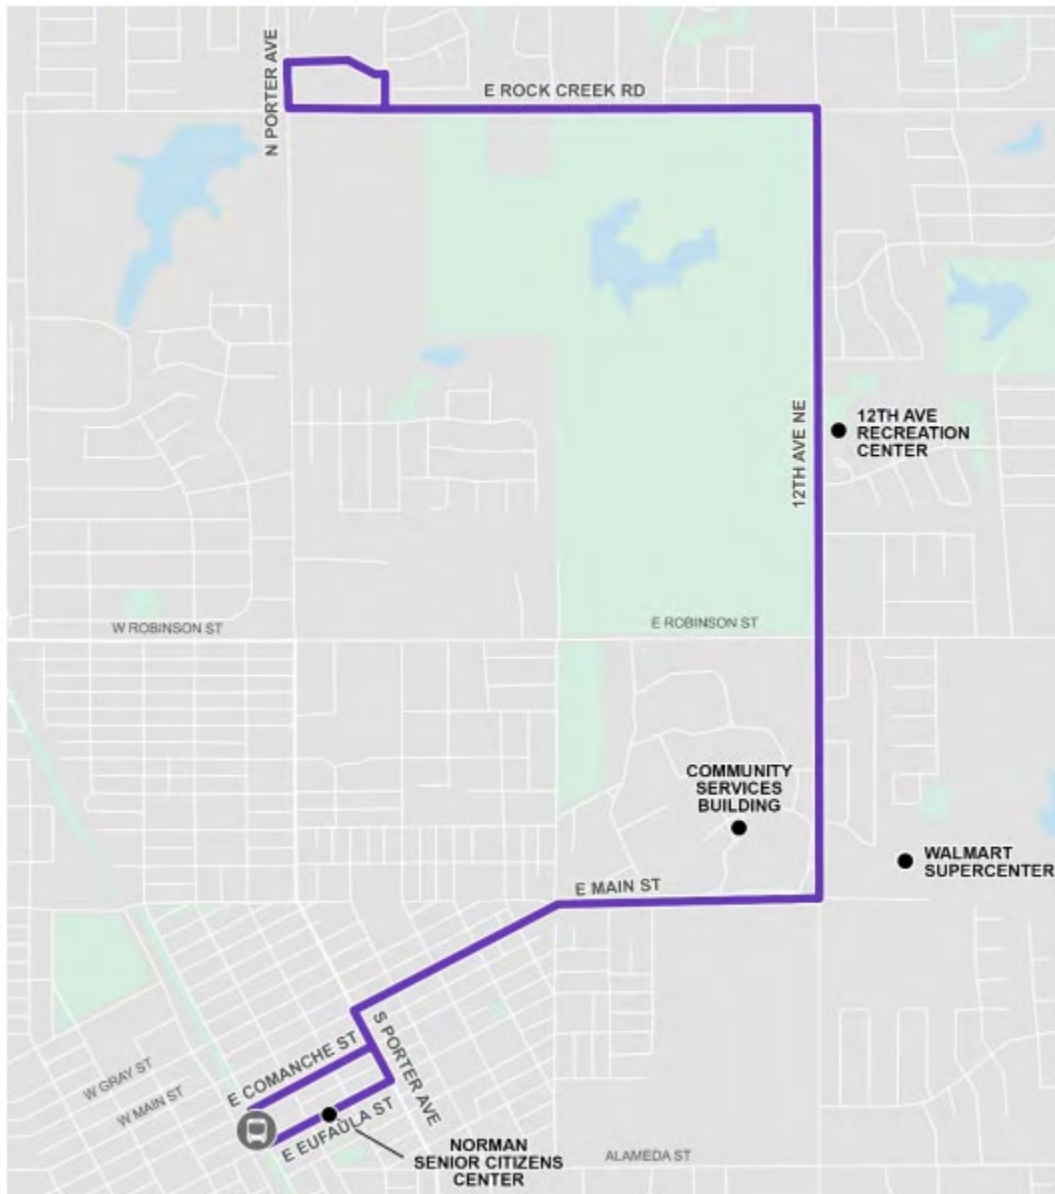 N PORTER AVE
E ROCK CREEK RD
12TH AVE NE
12TH AVE
RECREATION
CENTER
W ROBINSON ST
E ROBINSON ST
COMMUNITY
SERVICES
BUILDING
WALMART
SUPERCENTER
E MAIN ST
S PORTER AVE
E COMANCHE ST
W GRAY ST
W MAIN ST
E EUFAULA ST
NORMAN
SENIOR CITIZENS
CENTER
ALAMEDA ST